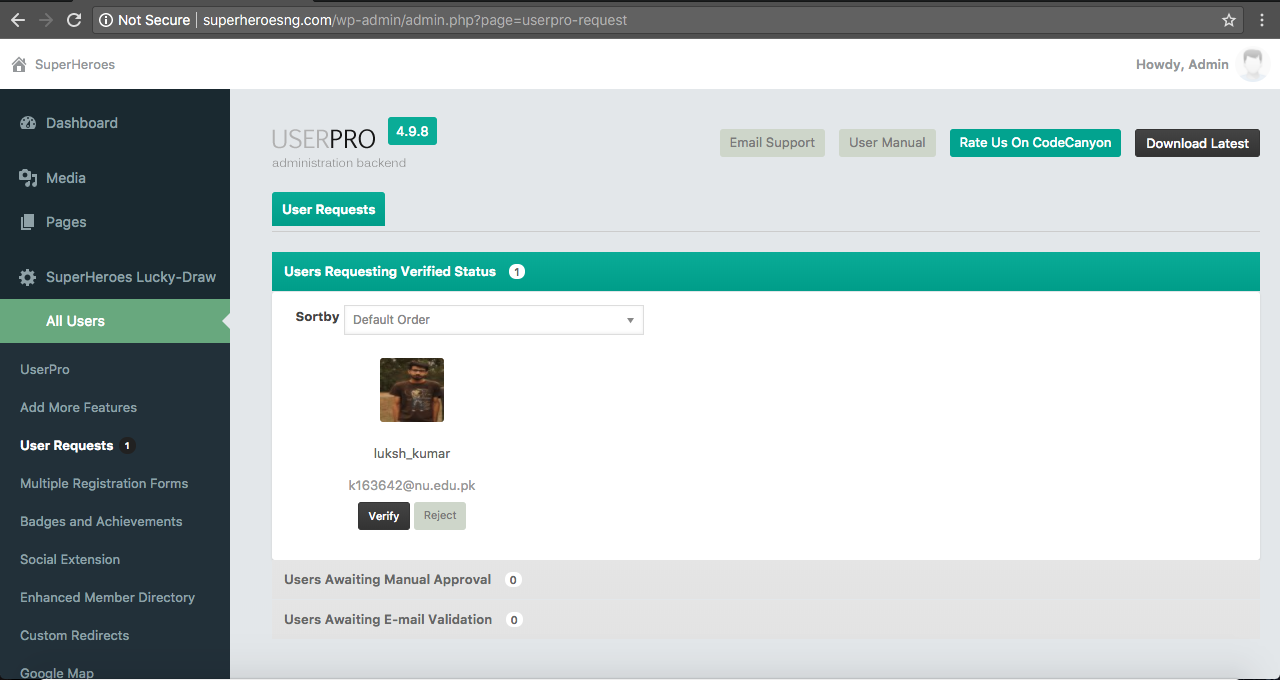 Not Secure | superheroesng.com/wp-admin/admin.php?page=userpro-request
SuperHeroes
Howdy, Admin
Dashboard
Media
Pages
SuperHeroes Lucky-Draw
All Users
UserPro
Add More Features
User Requests 1
Multiple Registration Forms
Badges and Achievements
Social Extension
Enhanced Member Directory
Custom Redirects
Google Map
USERPRO 4.9.8
administration backend
Email Support
User Manual
Rate Us On CodeCanyon
Download Latest
User Requests
Users Requesting Verified Status 1
Sortby Default Order
luksh_kumar
k163642@nu.edu.pk
Verify Reject
Users Awaiting Manual Approval 0
Users Awaiting E-mail Validation 0